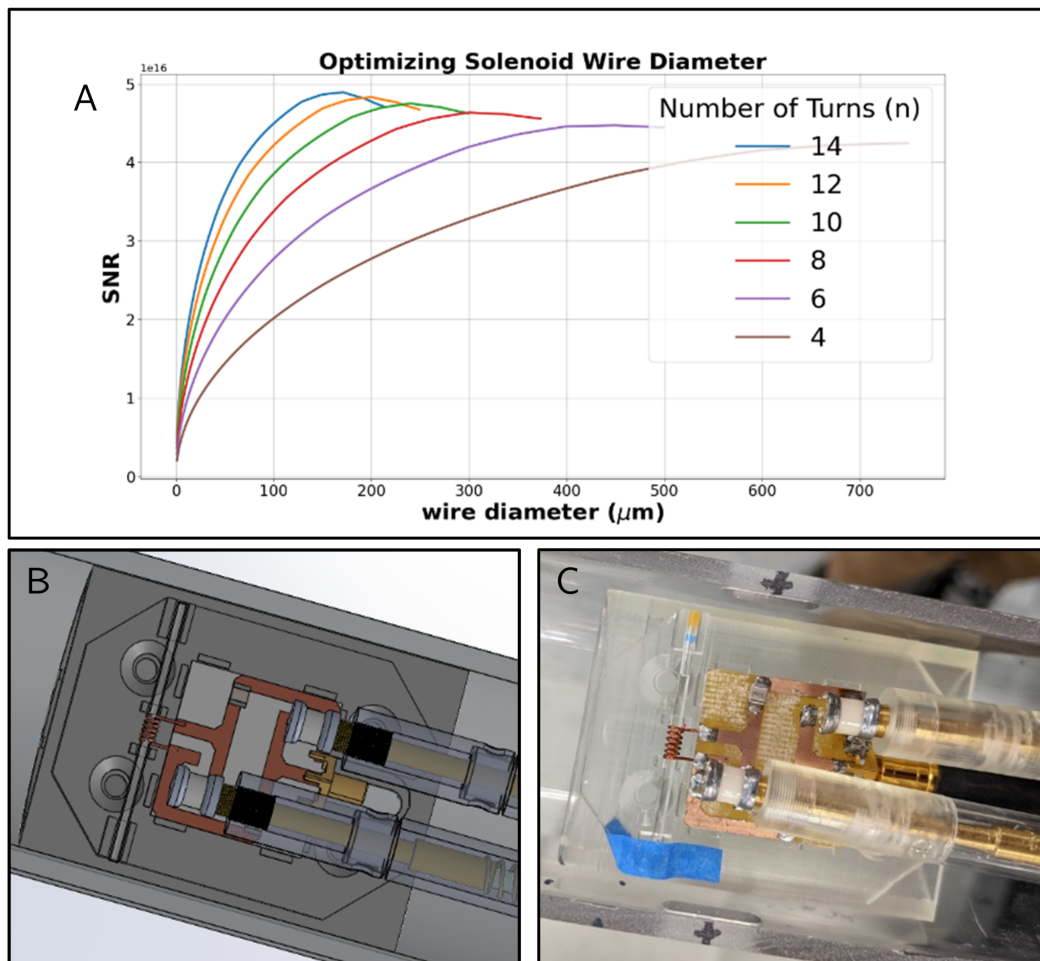 Optimizing Solenoid Wire Diameter
1e16
A
5
4
3
2
1
0
SNR
Number of Turns (n)
14
12
10
8
6
4
0 100 200 300 400 500 600 700
wire diameter (μm)
B
C